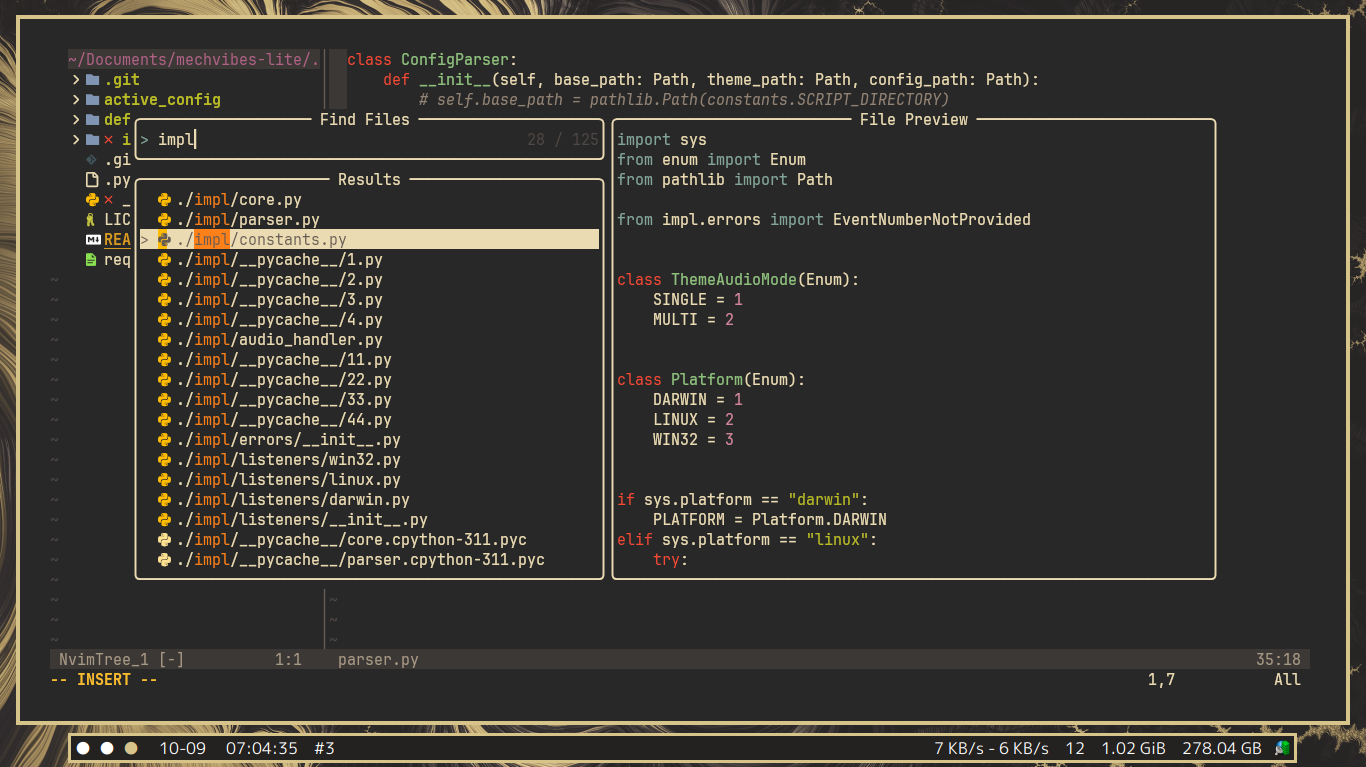 ~/Documents/mechvibes-lite/.
.git
active_config
def
i
.gi
.py
_
LIC
REA
req
class ConfigParser:
def __init__(self, base_path: Path, theme_path: Path, config_path: Path):
# self.base_path = pathlib.Path(constants.SCRIPT_DIRECTORY)
Find Files
> impl 28 / 125
Results
./impl/core.py
./impl/parser.py
> ./impl/constants.py
./impl/__pycache__/1.py
./impl/__pycache__/2.py
./impl/__pycache__/3.py
./impl/__pycache__/4.py
./impl/audio_handler.py
./impl/__pycache__/11.py
./impl/__pycache__/22.py
./impl/__pycache__/33.py
./impl/__pycache__/44.py
./impl/errors/__init__.py
./impl/listeners/win32.py
./impl/listeners/linux.py
./impl/listeners/darwin.py
./impl/listeners/__init__.py
./impl/__pycache__/core.cpython-311.pyc
./impl/__pycache__/parser.cpython-311.pyc
File Preview
import sys
from enum import Enum
from pathlib import Path
from impl.errors import EventNumberNotProvided
class ThemeAudioMode(Enum):
SINGLE = 1
MULTI = 2
class Platform(Enum):
DARWIN = 1
LINUX = 2
WIN32 = 3
if sys.platform == "darwin":
PLATFORM = Platform.DARWIN
elif sys.platform == "linux":
try:
NvimTree_1 [-] 1:1 parser.py 35:18
-- INSERT -- 1,7 All
10-09 07:04:35 #3 7 KB/s - 6 KB/s 12 1.02 GiB 278.04 GB